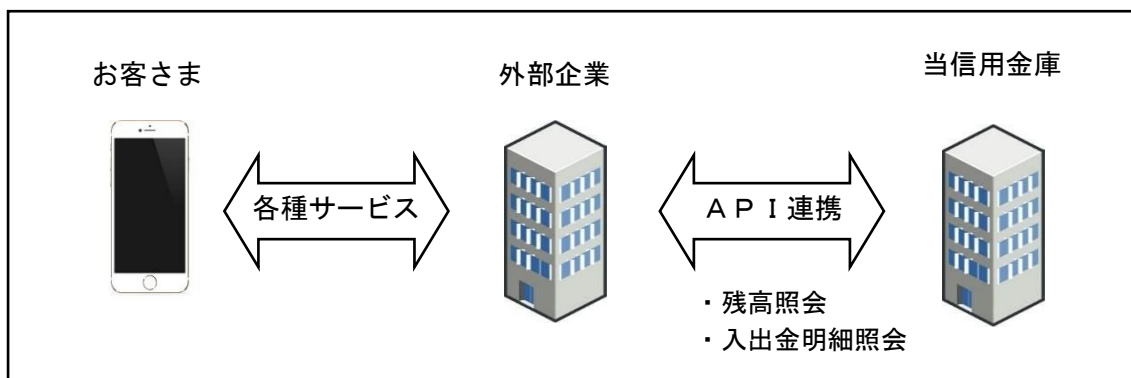 お客さま
外部企業
当信用金庫
各種サービス
ＡＰＩ連携
・残高照会
・入出金明細照会